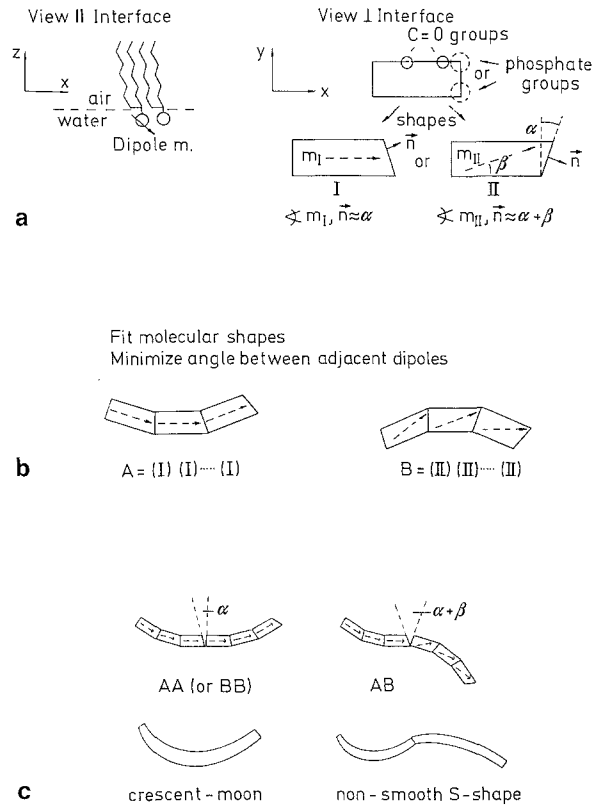 View || Interface
z
x
air
water
Dipole m.
View ⊥ Interface
y
x
C=O groups
or
phosphate
groups
shapes
α
m_I
n⃗
or
m_II
β
n⃗
I
II
∢ m_I, n⃗ ≈ α
∢ m_II, n⃗ ≈ α + β
a
Fit molecular shapes
Minimize angle between adjacent dipoles
b
A = (I) (I)···· (I)
B = (II) (II)···· (II)
α
α + β
AA (or BB)
AB
c
crescent-moon
non-smooth S-shape